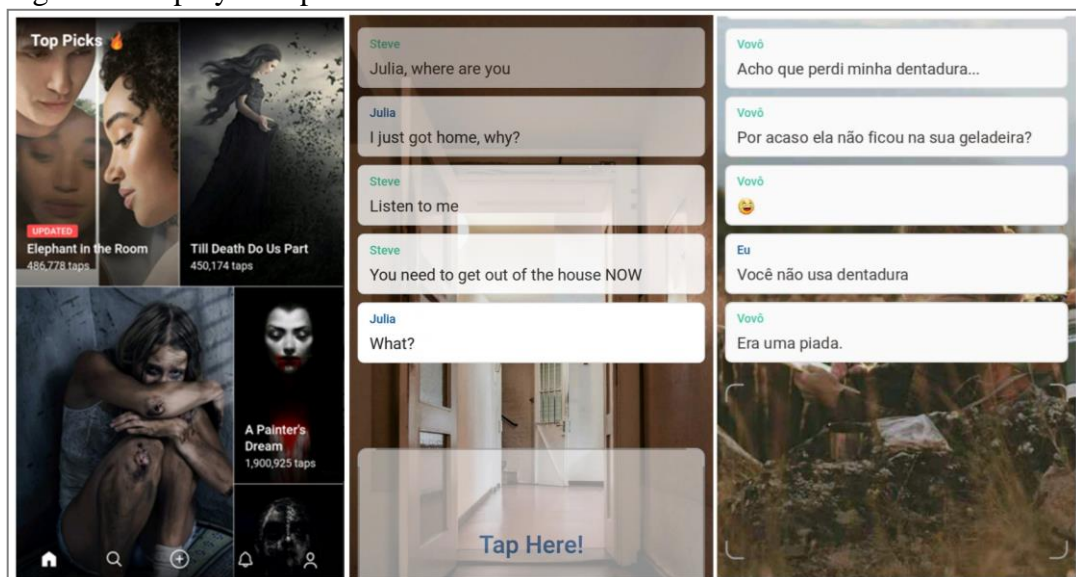 Top Picks 🔥
UPDATED
Elephant in the Room
486,778 taps
Till Death Do Us Part
450,174 taps
A Painter's
Dream
1,900,925 taps
Steve
Julia, where are you
Julia
I just got home, why?
Steve
Listen to me
Steve
You need to get out of the house NOW
Julia
What?
Tap Here!
Vovô
Acho que perdi minha dentadura...
Vovô
Por acaso ela não ficou na sua geladeira?
Vovô
😄
Eu
Você não usa dentadura
Vovô
Era uma piada.